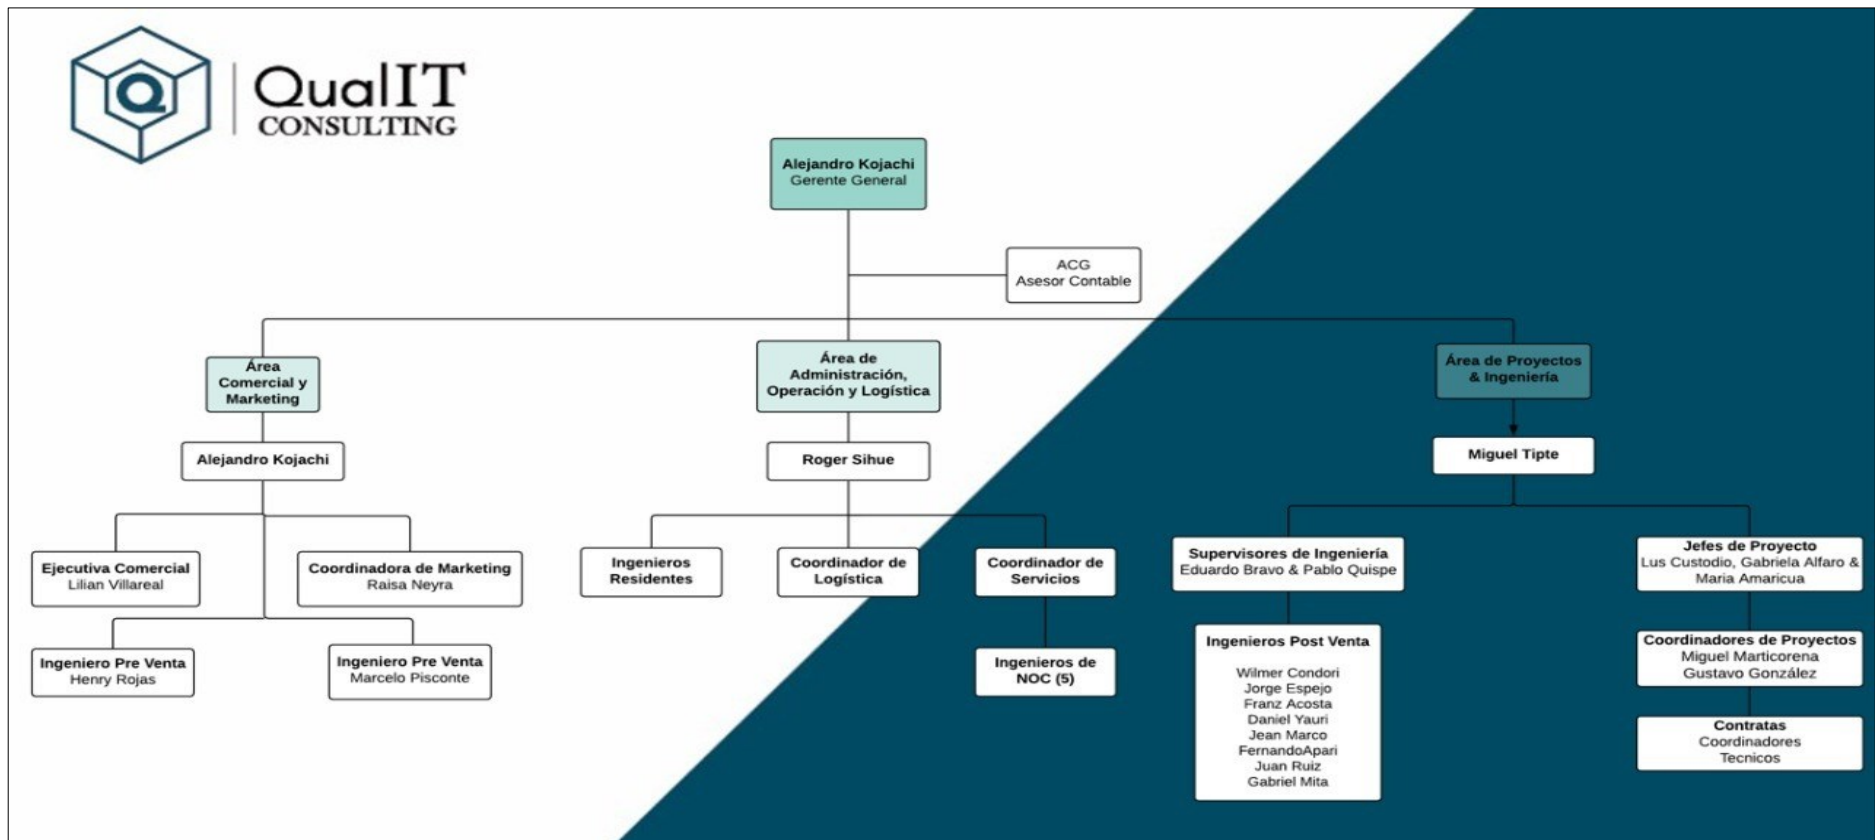 Q
QualIT
CONSULTING
Alejandro Kojachi
Gerente General
ACG
Asesor Contable
Área
Comercial y
Marketing
Alejandro Kojachi
Ejecutiva Comercial
Lilian Villareal
Coordinadora de Marketing
Raisa Neyra
Ingeniero Pre Venta
Henry Rojas
Ingeniero Pre Venta
Marcelo Pisconte
Área de
Administración,
Operación y Logística
Roger Sihue
Ingenieros
Residentes
Coordinador de
Logística
Coordinador de
Servicios
Ingenieros de
NOC (5)
Área de Proyectos
& Ingeniería
Miguel Tipte
Supervisores de Ingeniería
Eduardo Bravo & Pablo Quispe
Ingenieros Post Venta
Wilmer Condori
Jorge Espejo
Franz Acosta
Daniel Yauri
Jean Marco
FernandoApari
Juan Ruiz
Gabriel Mita
Jefes de Proyecto
Lus Custodio, Gabriela Alfaro &
Maria Amaricua
Coordinadores de Proyectos
Miguel Marticorena
Gustavo González
Contratas
Coordinadores
Tecnicos